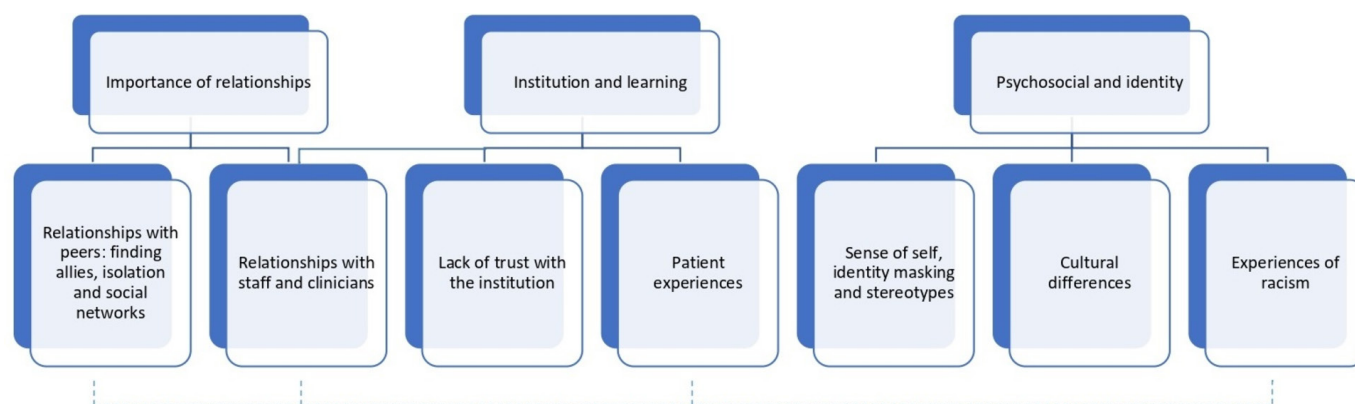 Importance of relationships
Institution and learning
Psychosocial and identity
Relationships with
peers: finding
allies, isolation
and social
networks
Relationships with
staff and clinicians
Lack of trust with
the institution
Patient
experiences
Sense of self,
identity masking
and stereotypes
Cultural
differences
Experiences of
racism